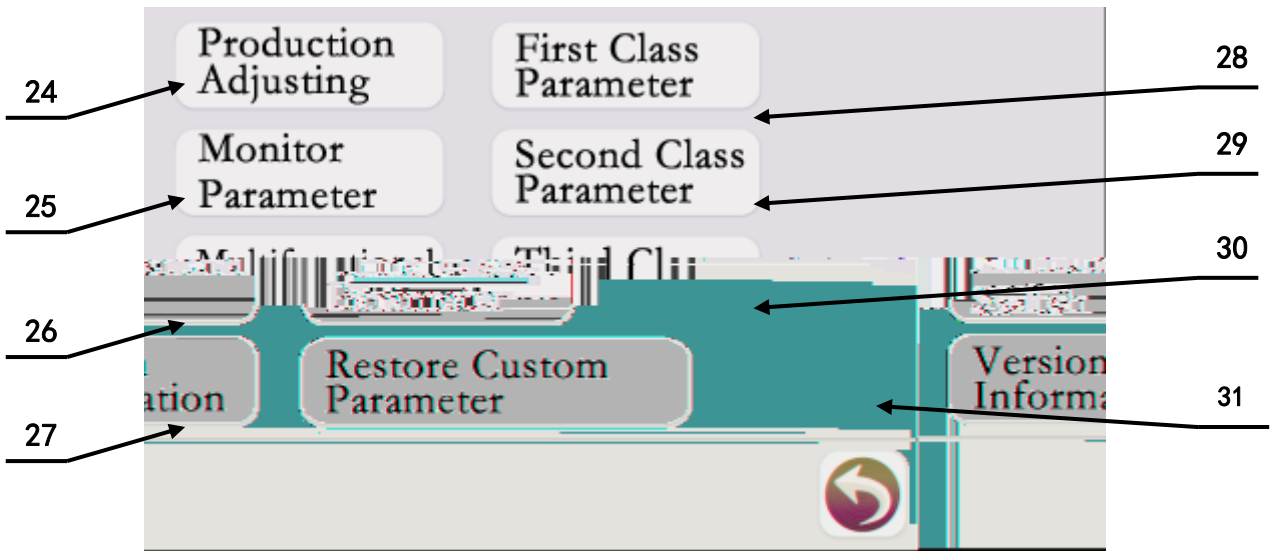 Production
Adjusting
First Class
Parameter
28
24
Monitor
Parameter
Second Class
Parameter
29
25
30
26
Restore Custom
Parameter
Version
ation
31
27